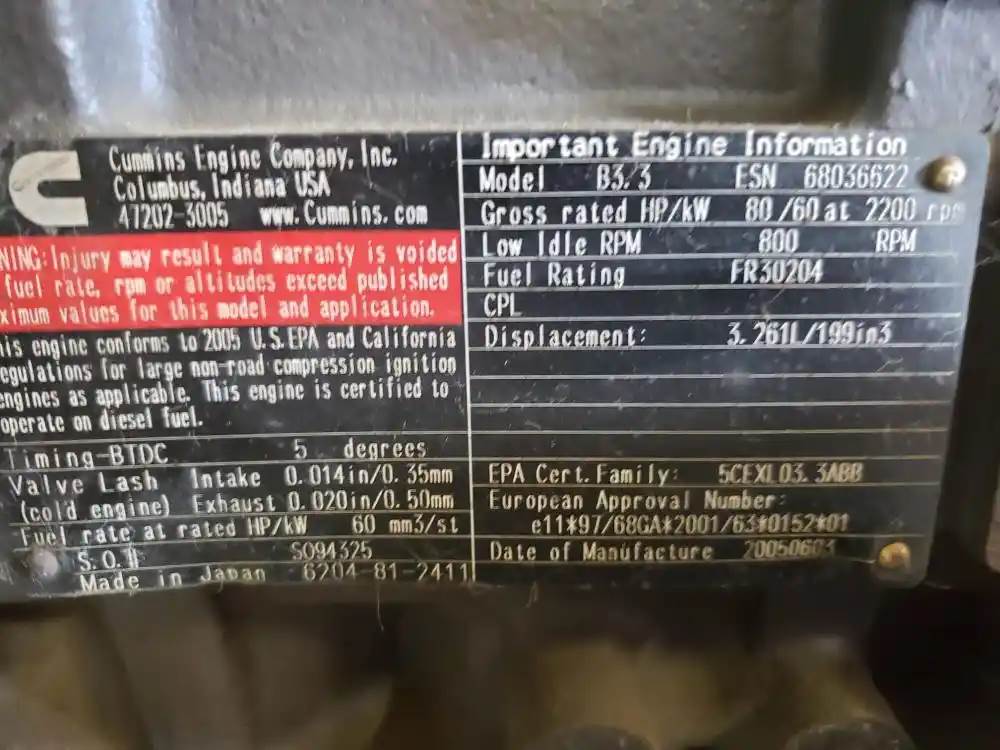 Cummins Engine Company, Inc.
Columbus, Indiana USA
47202-3005 www.Cummins.com
NING: Injury may result and warranty is voided
fuel rate, rpm or altitudes exceed published
ximum values for this model and application.
his engine conforms to 2005 U.S.EPA and California
egulations for large non-road compression ignition
engines as applicable. This engine is certified to
operate on diesel fuel.
Timing-BTDC 5 degrees
Valve Lash Intake 0.014in/0.35mm
(cold engine) Exhaust 0.020in/0.50mm
Fuel rate at rated HP/kW 60 mm3/st
S.O.# SO94325
Made in Japan 6204-81-2411
Important Engine Information
Model B3.3 ESN 68036622
Gross rated HP/kW 80/60 at 2200 rpm
Low Idle RPM 800 RPM
Fuel Rating FR30204
CPL
Displacement: 3.261L/199in3
EPA Cert. Family: 5CEXL03.3ABB
European Approval Number:
e11*97/68GA*2001/63*0152*01
Date of Manufacture 20050603